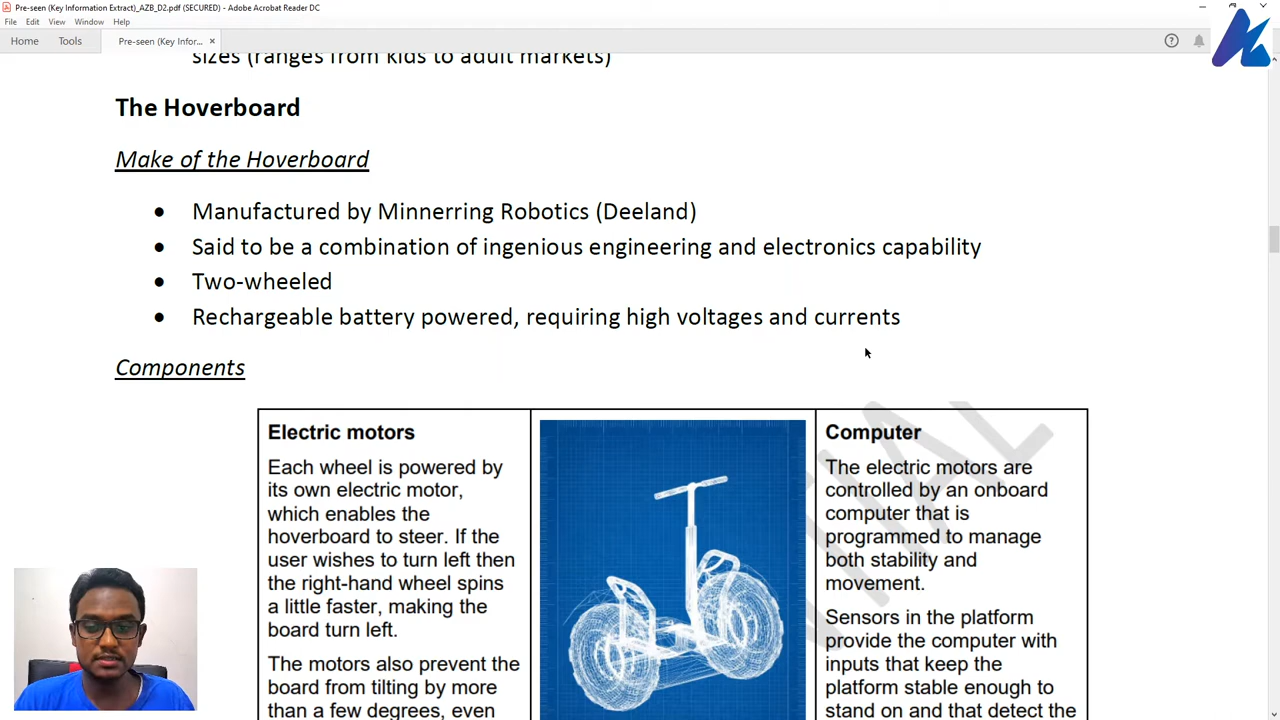 Pre-seen (Key Information Extract)_AZB_D2.pdf (SECURED) - Adobe Acrobat Reader DC
File Edit View Window Help
Home Tools Pre-seen (Key Infor... ×
sizes (ranges from kids to adult markets)
The Hoverboard
Make of the Hoverboard
• Manufactured by Minnerring Robotics (Deeland)
• Said to be a combination of ingenious engineering and electronics capability
• Two-wheeled
• Rechargeable battery powered, requiring high voltages and currents
Components
Electric motors
Each wheel is powered by
its own electric motor,
which enables the
hoverboard to steer. If the
user wishes to turn left then
the right-hand wheel spins
a little faster, making the
board turn left.
The motors also prevent the
board from tilting by more
than a few degrees, even
Computer
The electric motors are
controlled by an onboard
computer that is
programmed to manage
both stability and
movement.
Sensors in the platform
provide the computer with
inputs that keep the
platform stable enough to
stand on and that detect the